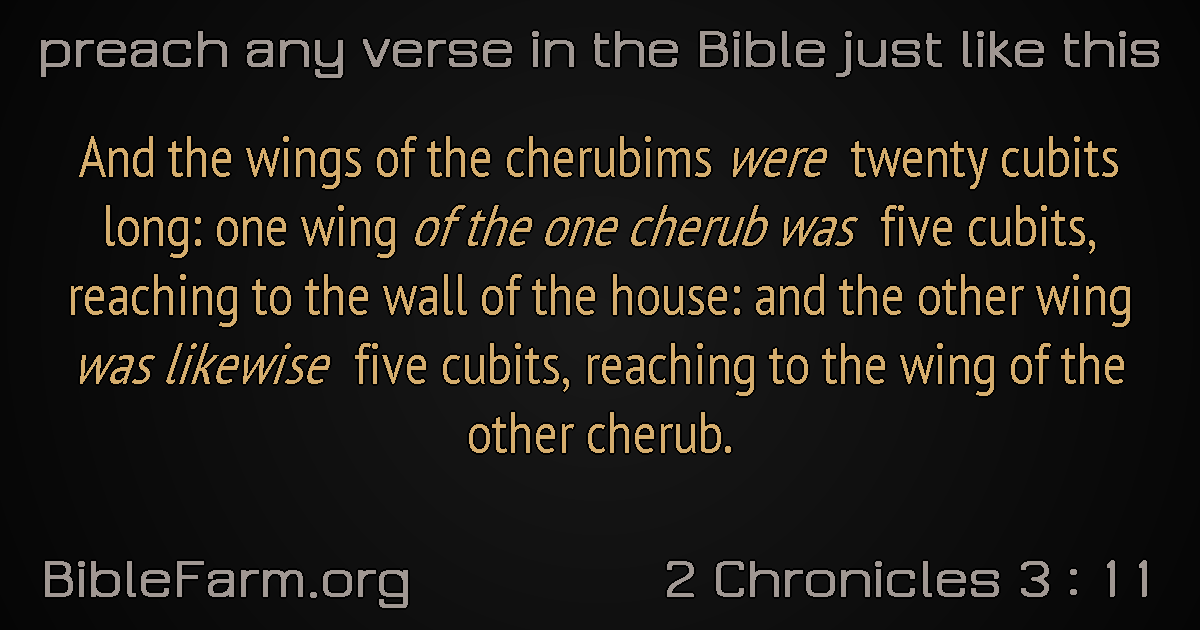 preach any verse in the Bible just like this
And the wings of the cherubims were twenty cubits
long: one wing of the one cherub was five cubits,
reaching to the wall of the house: and the other wing
was likewise five cubits, reaching to the wing of the
other cherub.
BibleFarm.org
2 Chronicles 3 : 11